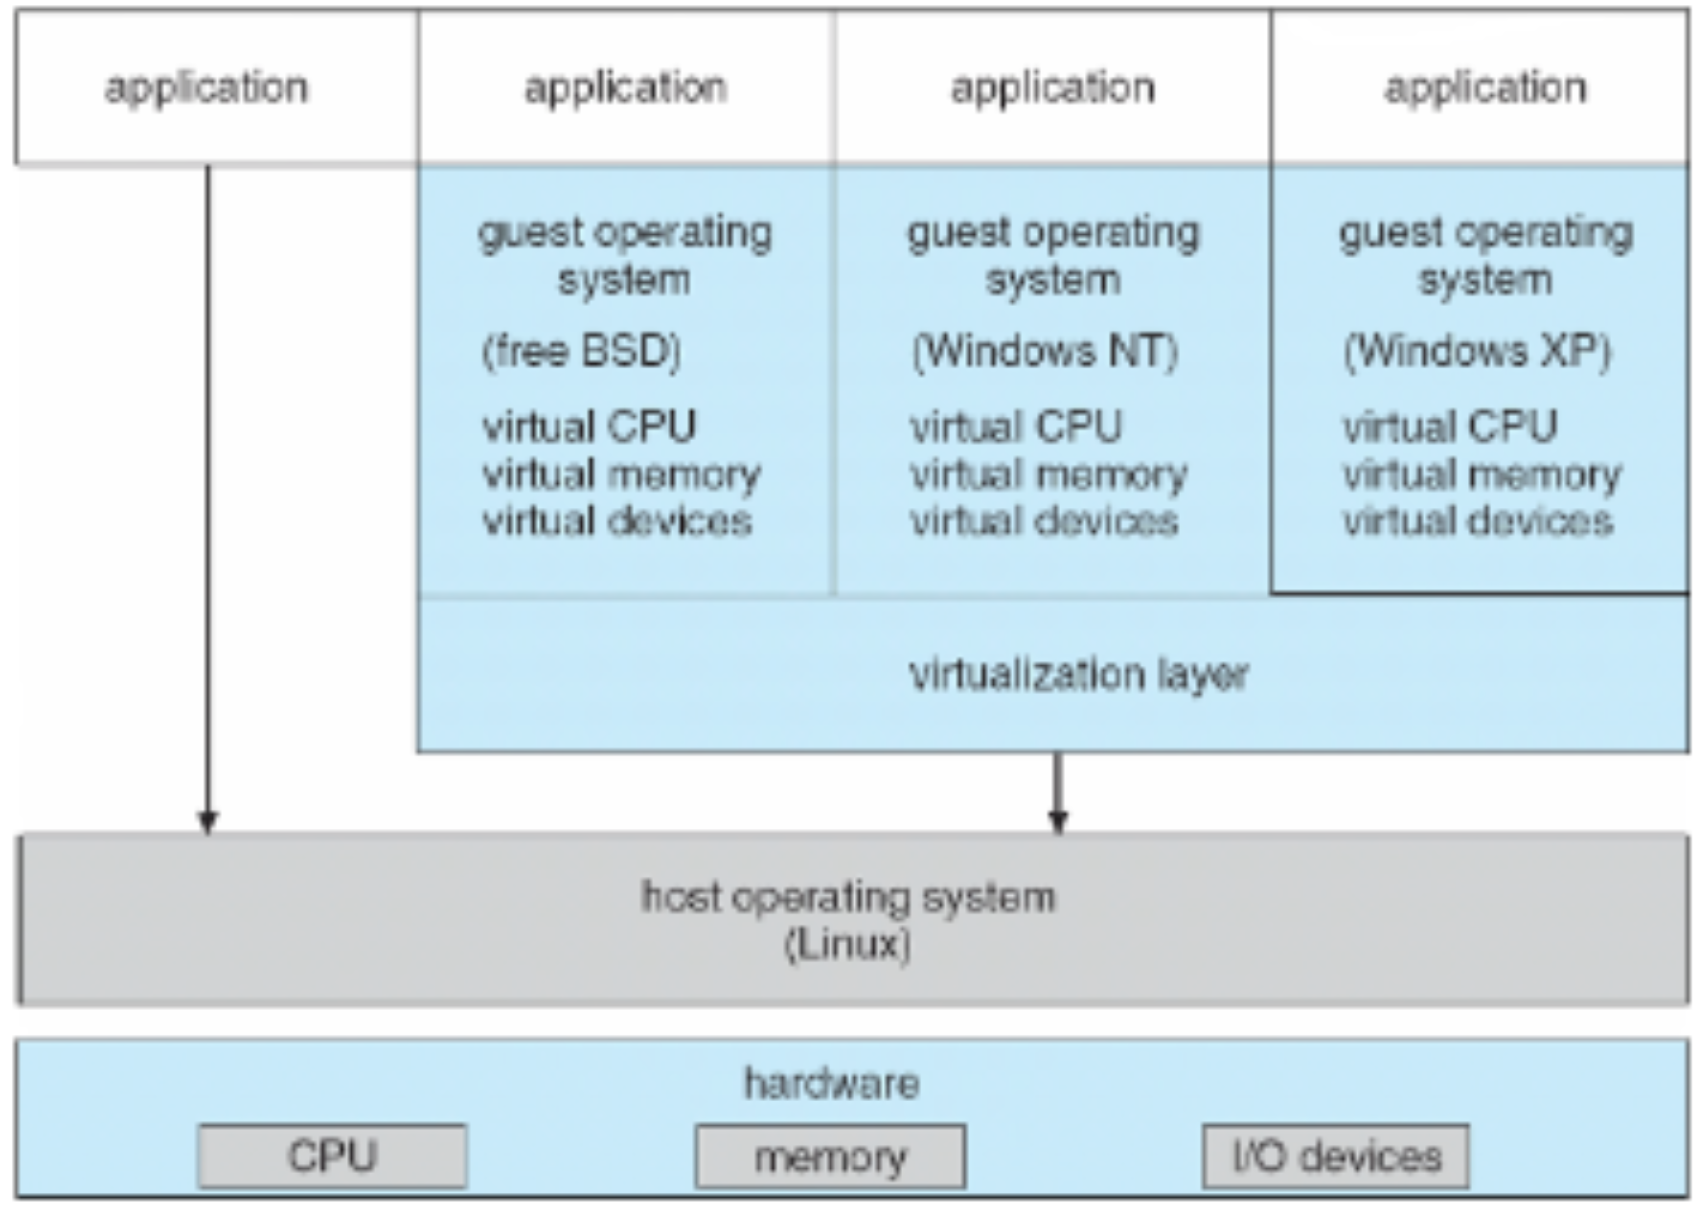 application
application
application
application
guest operating
system
(free BSD)
virtual CPU
virtual memory
virtual devices
guest operating
system
(Windows NT)
virtual CPU
virtual memory
virtual devices
guest operating
system
(Windows XP)
virtual CPU
virtual memory
virtual devices
virtualization layer
host operating system
(Linux)
hardware
CPU
memory
I/O devices